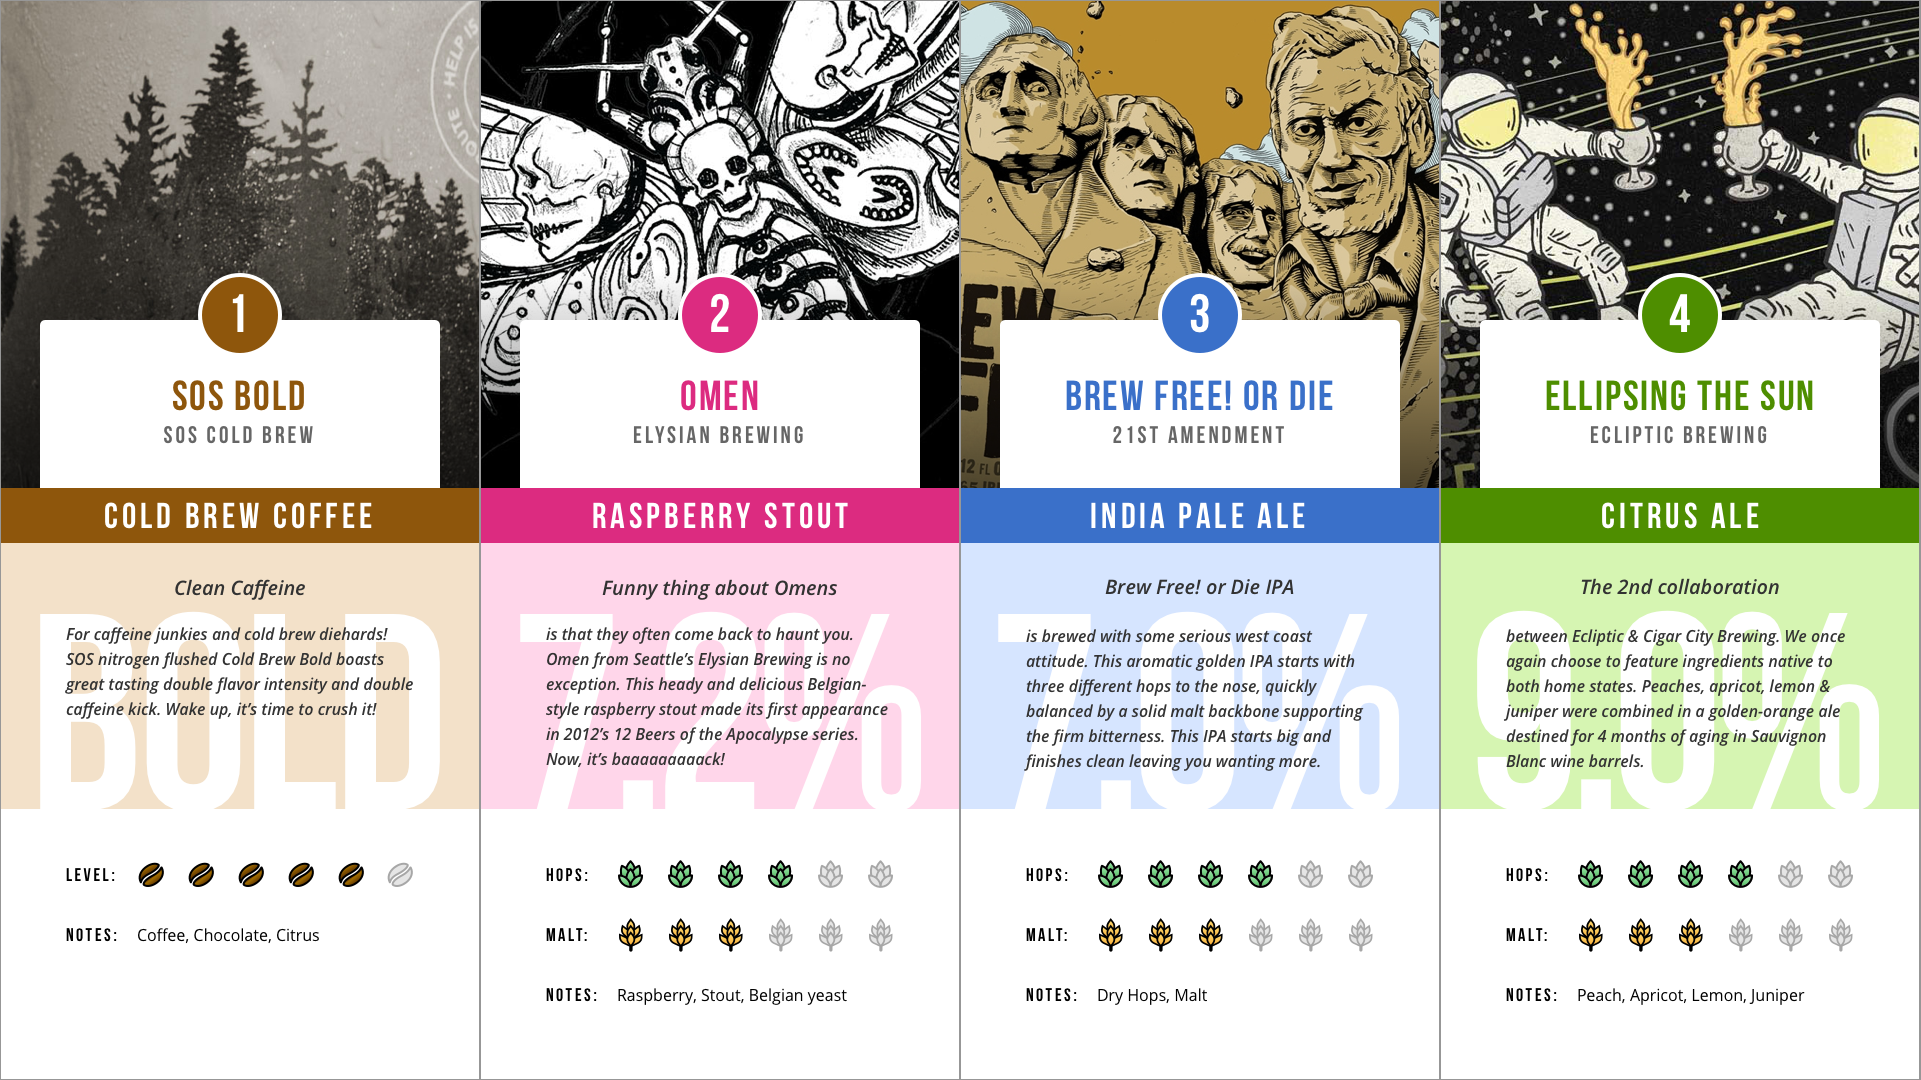 HELP IS
OUTE
1
SOS BOLD
SOS COLD BREW
COLD BREW COFFEE
Clean Caffeine
BOLD
For caffeine junkies and cold brew diehards!
SOS nitrogen flushed Cold Brew Bold boasts
great tasting double flavor intensity and double
caffeine kick. Wake up, it's time to crush it!
LEVEL:
NOTES: Coffee, Chocolate, Citrus
2
OMEN
ELYSIAN BREWING
RASPBERRY STOUT
Funny thing about Omens
7.2%
is that they often come back to haunt you.
Omen from Seattle's Elysian Brewing is no
exception. This heady and delicious Belgian-
style raspberry stout made its first appearance
in 2012's 12 Beers of the Apocalypse series.
Now, it's baaaaaaaaack!
HOPS:
MALT:
NOTES: Raspberry, Stout, Belgian yeast
EW
12 FL O
3
BREW FREE! OR DIE
21ST AMENDMENT
INDIA PALE ALE
Brew Free! or Die IPA
7.0%
is brewed with some serious west coast
attitude. This aromatic golden IPA starts with
three different hops to the nose, quickly
balanced by a solid malt backbone supporting
the firm bitterness. This IPA starts big and
finishes clean leaving you wanting more.
HOPS:
MALT:
NOTES: Dry Hops, Malt
4
ELLIPSING THE SUN
ECLIPTIC BREWING
CITRUS ALE
The 2nd collaboration
9.0%
between Ecliptic & Cigar City Brewing. We once
again choose to feature ingredients native to
both home states. Peaches, apricot, lemon &
juniper were combined in a golden-orange ale
destined for 4 months of aging in Sauvignon
Blanc wine barrels.
HOPS:
MALT:
NOTES: Peach, Apricot, Lemon, Juniper